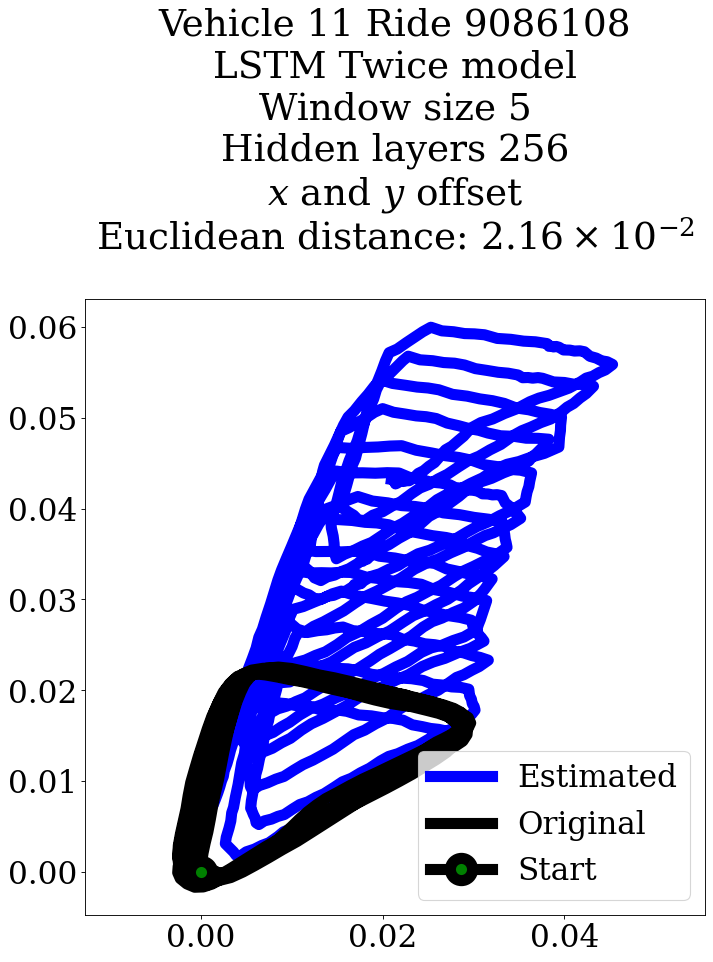 Vehicle 11 Ride 9086108
LSTM Twice model
Window size 5
Hidden layers 256
x and y offset
Euclidean distance: 2.16 × 10⁻²
0.06
0.05
0.04
0.03
0.02
0.01
0.00
Estimated
Original
Start
0.00 0.02 0.04